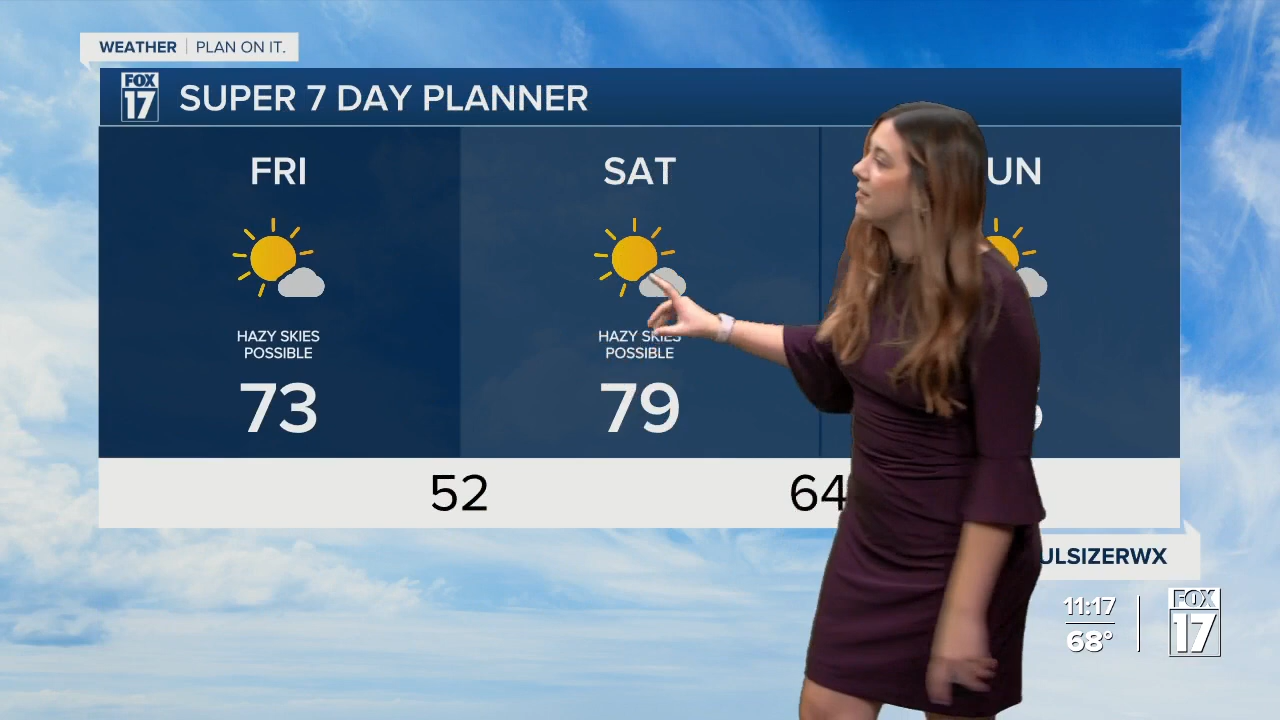 WEATHER | PLAN ON IT.
FOX
17
SUPER 7 DAY PLANNER
FRI
SAT
UN
HAZY SKIES
POSSIBLE
HAZY SKIES
POSSIBLE
73
79
52
64
ULSIZERWX
11:17
68°
FOX
17